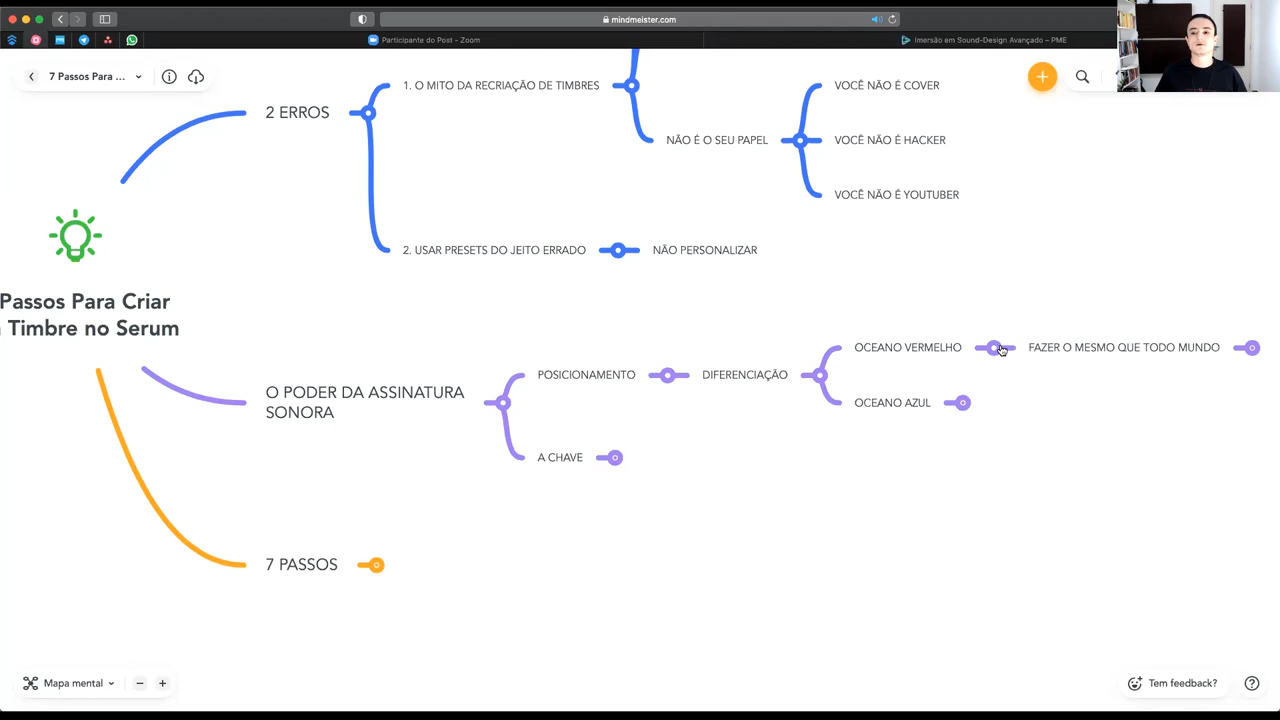 mindmeister.com
Participante do Post - Zoom
Imersão em Sound-Design Avançado – PME
7 Passos Para ...
2 ERROS
1. O MITO DA RECRIAÇÃO DE TIMBRES
NÃO É O SEU PAPEL
VOCÊ NÃO É COVER
VOCÊ NÃO É HACKER
VOCÊ NÃO É YOUTUBER
2. USAR PRESETS DO JEITO ERRADO
NÃO PERSONALIZAR
Passos Para Criar
Timbre no Serum
O PODER DA ASSINATURA
SONORA
POSICIONAMENTO
DIFERENCIAÇÃO
OCEANO VERMELHO
FAZER O MESMO QUE TODO MUNDO
OCEANO AZUL
A CHAVE
7 PASSOS
Mapa mental
Tem feedback?